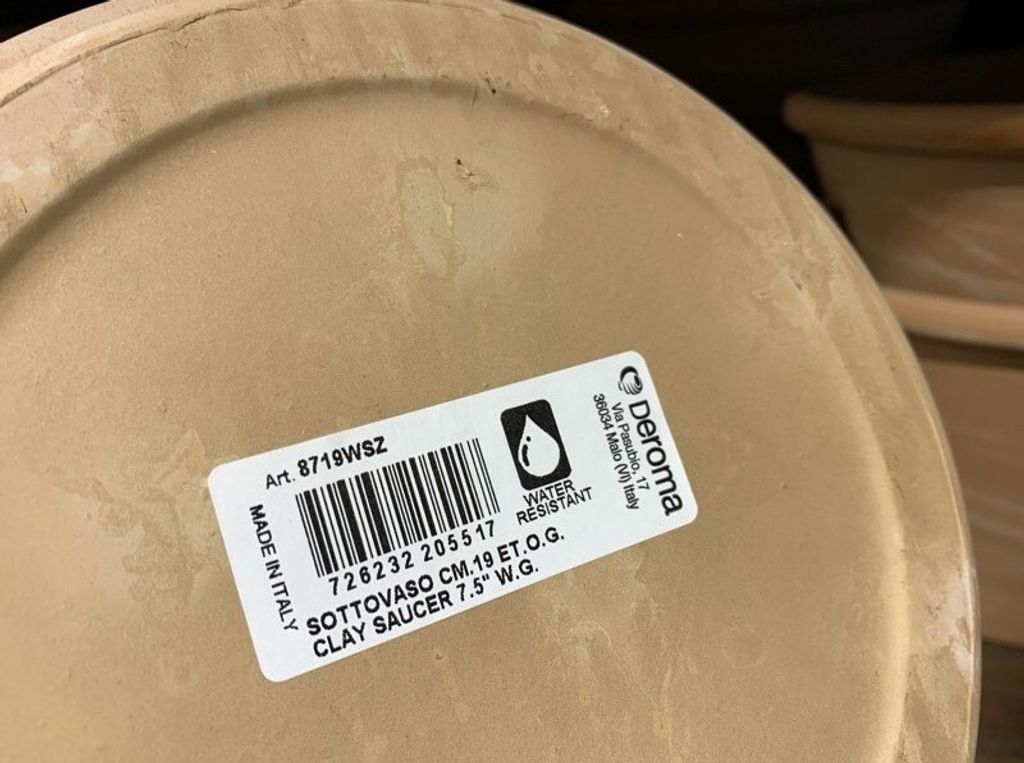 Art. 8719WSZ
MADE IN ITALY
726232 205517
SOTTOVASO CM.19 ET.O.G.
CLAY SAUCER 7.5" W.G.
WATER
RESISTANT
Deroma
Via Pasubio, 17
36034 Malo (VI) Italy